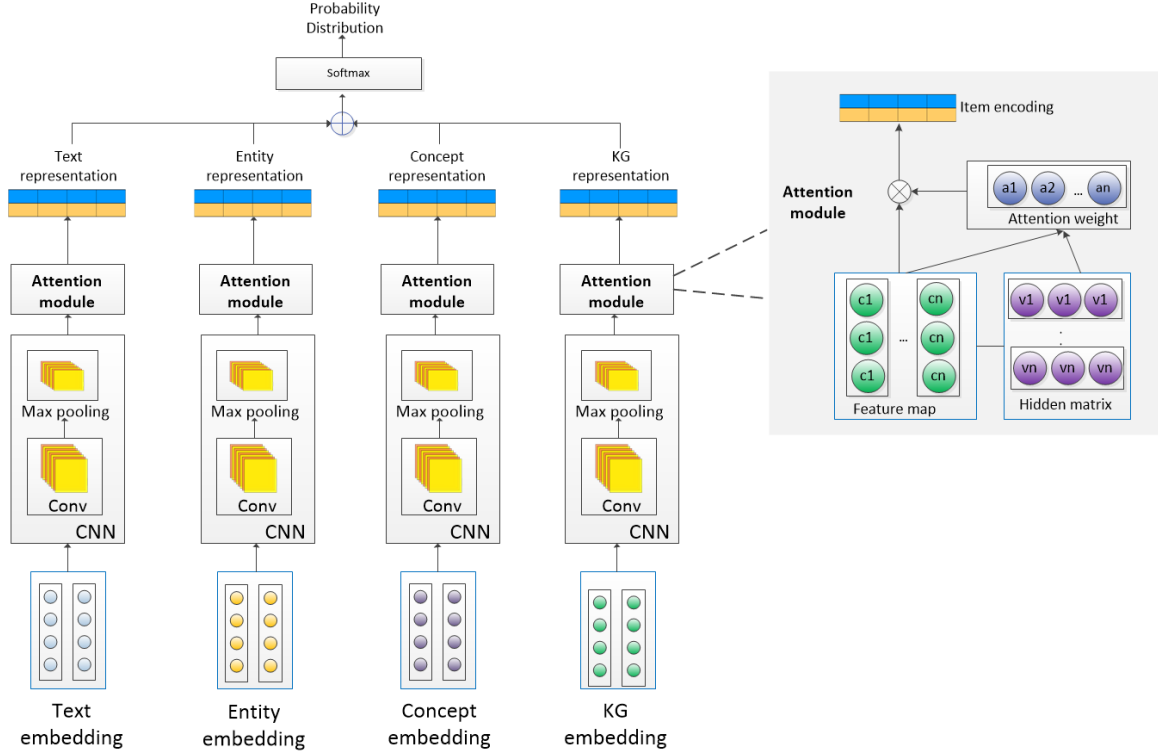 Probability
Distribution
Softmax
Text
representation
Entity
representation
Concept
representation
KG
representation
Attention
module
Attention
module
Attention
module
Attention
module
Max pooling
Max pooling
Max pooling
Max pooling
Conv
Conv
Conv
Conv
CNN
CNN
CNN
CNN
Text
embedding
Entity
embedding
Concept
embedding
KG
embedding
Item encoding
Attention
module
a1 a2 ... an
Attention weight
c1 cn
c1 ... cn
c1 cn
Feature map
v1 v1 v1
:
vn vn vn
Hidden matrix